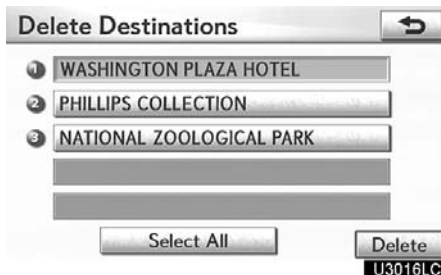 Delete Destinations
1 WASHINGTON PLAZA HOTEL
2 PHILLIPS COLLECTION
3 NATIONAL ZOOLOGICAL PARK
Select All
Delete
U3016LC